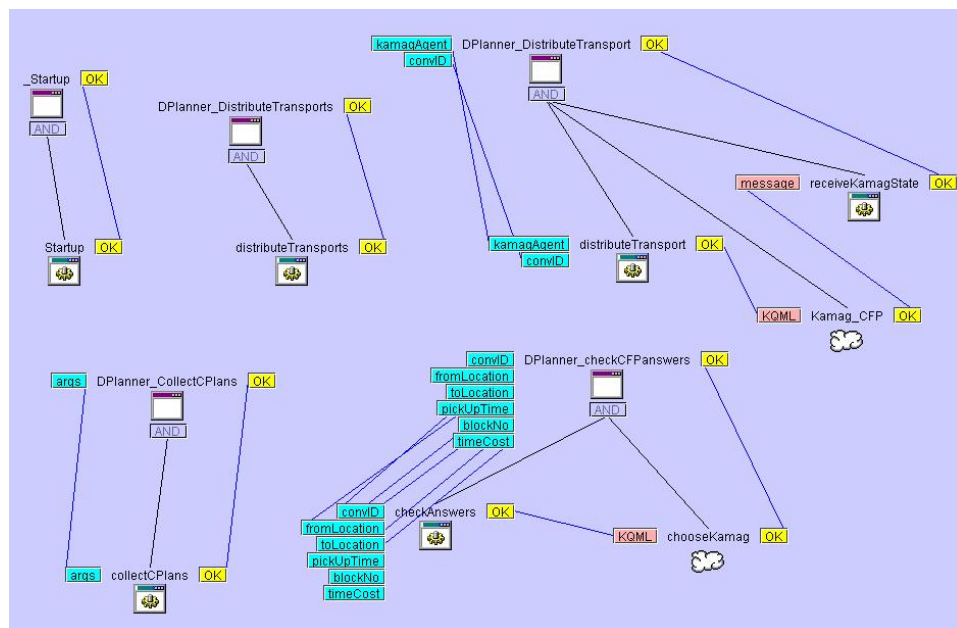 kamagAgent DPlanner_DistributeTransport OK
convID
AND
_Startup OK
AND
DPlanner_DistributeTransports OK
AND
message receiveKamagState OK
Startup OK
distributeTransports OK
kamagAgent distributeTransport OK
convID
KQML Kamag_CFP OK
args DPlanner_CollectCPlans OK
AND
convID DPlanner_checkCFPanswers OK
fromLocation
toLocation
pickUpTime
AND
blockNo
timeCost
convID checkAnswers OK
fromLocation
toLocation
pickUpTime
blockNo
timeCost
KQML chooseKamag OK
args collectCPlans OK